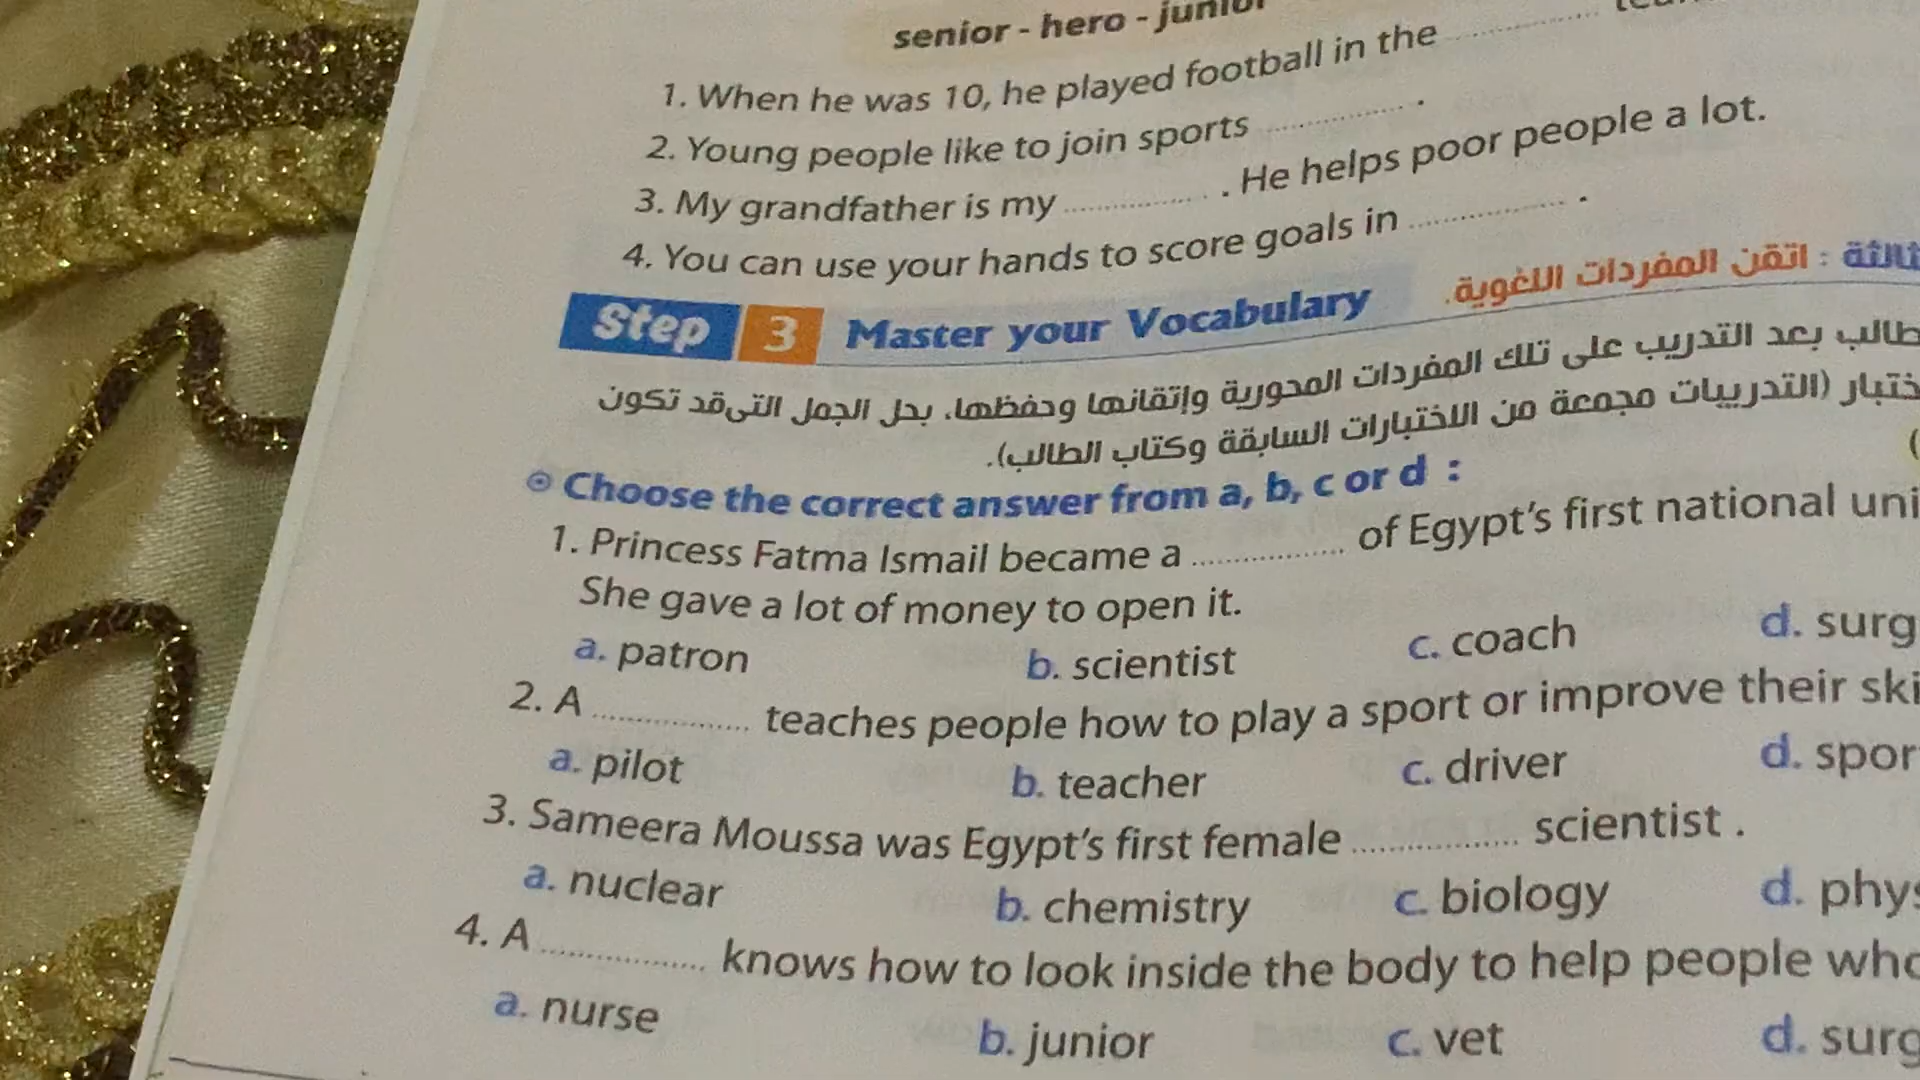 senior - hero - junior
1. When he was 10, he played football in the ..............
2. Young people like to join sports .............. .
3. My grandfather is my .............. . He helps poor people a lot.
4. You can use your hands to score goals in .............. .
Step 3 Master your Vocabulary : اتقن المفردات اللغوية.
بعد التدريب على تلك المفردات المحورية وإتقانها وحفظها، بحل الجمل التى قد تكون
(التدريبات مجمعة من الاختبارات السابقة وكتاب الطالب).
Choose the correct answer from a, b, c or d :
1. Princess Fatma Ismail became a .............. of Egypt's first national uni
She gave a lot of money to open it.
a. patron b. scientist c. coach d. surg
2. A .............. teaches people how to play a sport or improve their ski
a. pilot b. teacher c. driver d. spor
3. Sameera Moussa was Egypt's first female .............. scientist .
a. nuclear b. chemistry c. biology d. phys
4. A .............. knows how to look inside the body to help people who
a. nurse b. junior c. vet d. surg